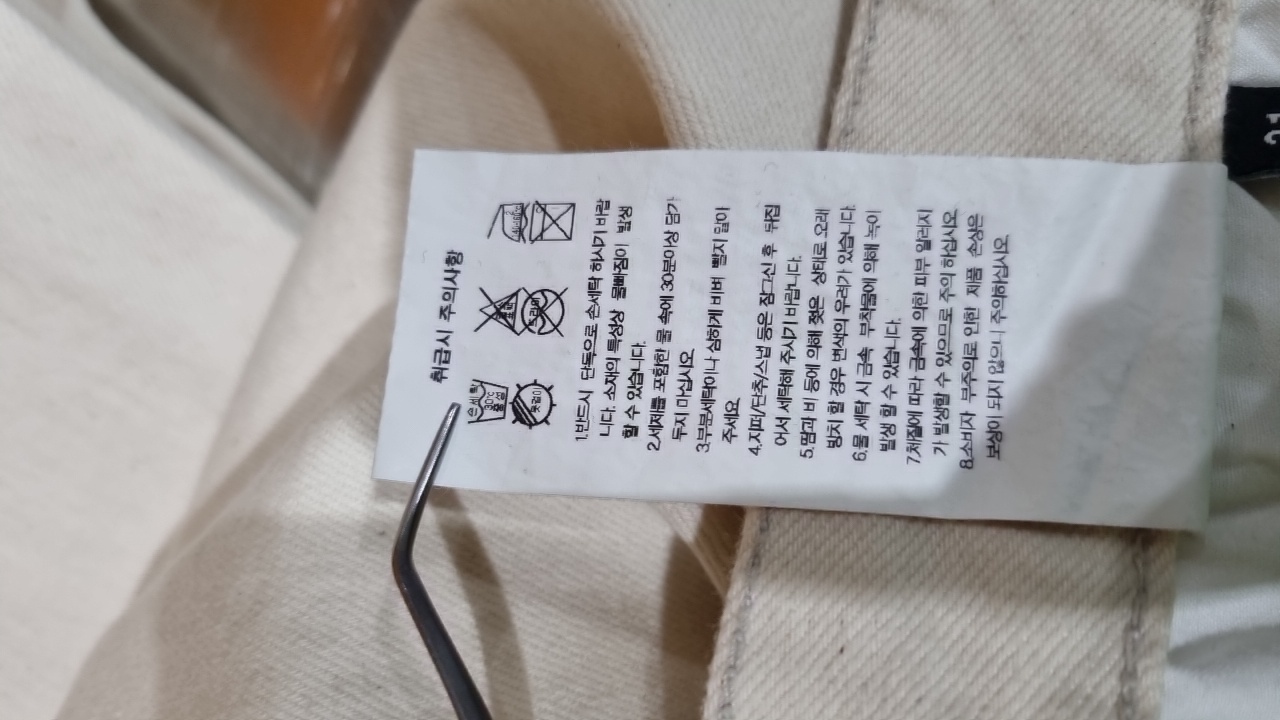 취급시 주의사항
손세탁 30℃ 중성
옷걸이
1.반드시 단독으로 손세탁 하시기 바랍
니다. 소재의 특성상 물빠짐이 발생
할 수 있습니다.
2.세제를 포함한 물 속에 30분이상 담가
두지 마십시오.
3.부분세탁이나 심하게 비벼 빨지 말아
주세요.
4.지퍼/단추/스냅 등은 잠그신 후 뒤집
어서 세탁해 주시기 바랍니다.
5.땀과 비 등에 의해 젖은 상태로 오래
방치 할 경우 변색의 우려가 있습니다.
6.물 세탁 시 금속 부착물에 의해 녹이
발생 할 수 있습니다.
7.체질에 따라 금속에 의한 피부 알러지
가 발생할 수 있으므로 주의 하십시오.
8.소비자 부주의로 인한 제품 손상은
보상이 되지 않으니 주의하십시오.